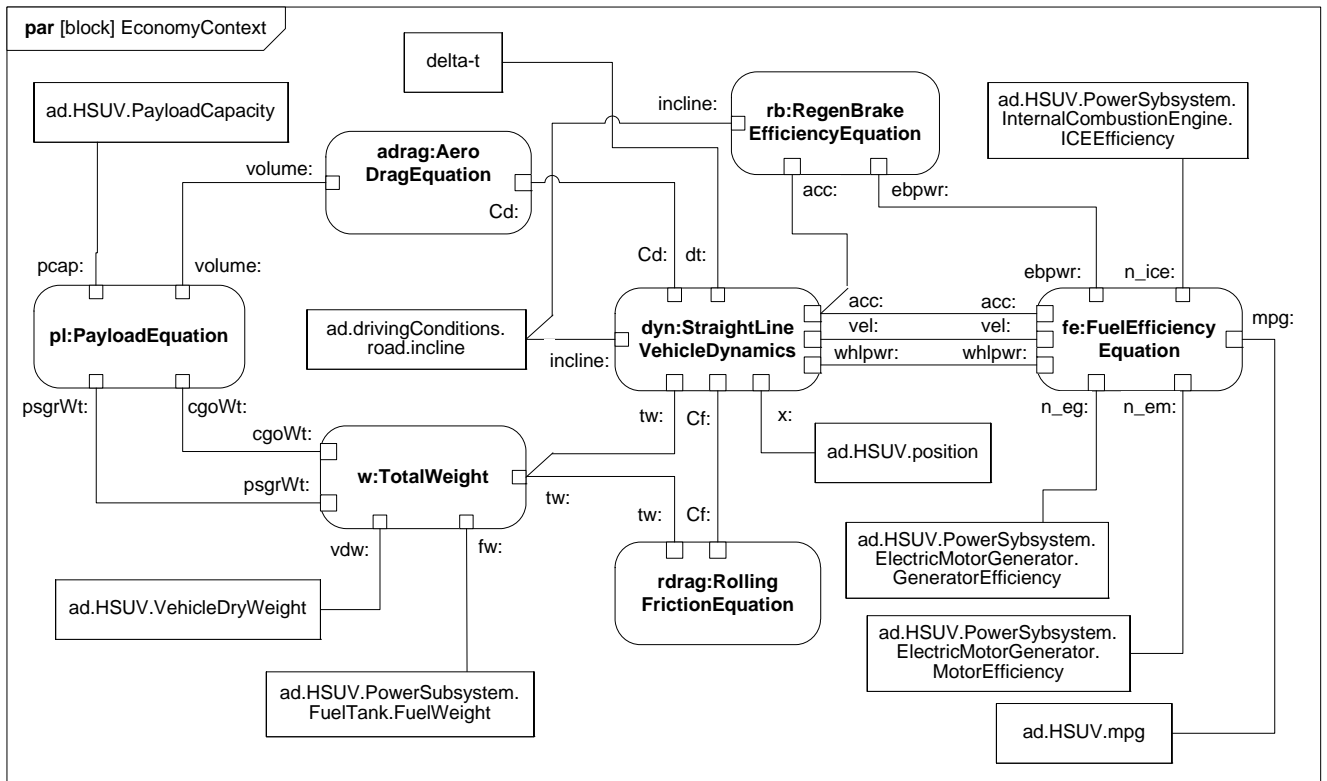 par [block] EconomyContext
delta-t
ad.HSUV.PayloadCapacity
incline:
rb:RegenBrake
EfficiencyEquation
ad.HSUV.PowerSybsystem.
InternalCombustionEngine.
ICEEfficiency
adrag:Aero
DragEquation
volume:
Cd:
acc:
ebpwr:
pcap:
volume:
Cd:
dt:
ebpwr:
n_ice:
pl:PayloadEquation
ad.drivingConditions.
road.incline
incline:
dyn:StraightLine
VehicleDynamics
acc:
vel:
whlpwr:
acc:
vel:
whlpwr:
fe:FuelEfficiency
Equation
mpg:
psgrWt:
cgoWt:
tw:
Cf:
x:
n_eg:
n_em:
cgoWt:
psgrWt:
w:TotalWeight
tw:
ad.HSUV.position
vdw:
fw:
tw:
Cf:
rdrag:Rolling
FrictionEquation
ad.HSUV.PowerSybsystem.
ElectricMotorGenerator.
GeneratorEfficiency
ad.HSUV.VehicleDryWeight
ad.HSUV.PowerSybsystem.
ElectricMotorGenerator.
MotorEfficiency
ad.HSUV.PowerSubsystem.
FuelTank.FuelWeight
ad.HSUV.mpg